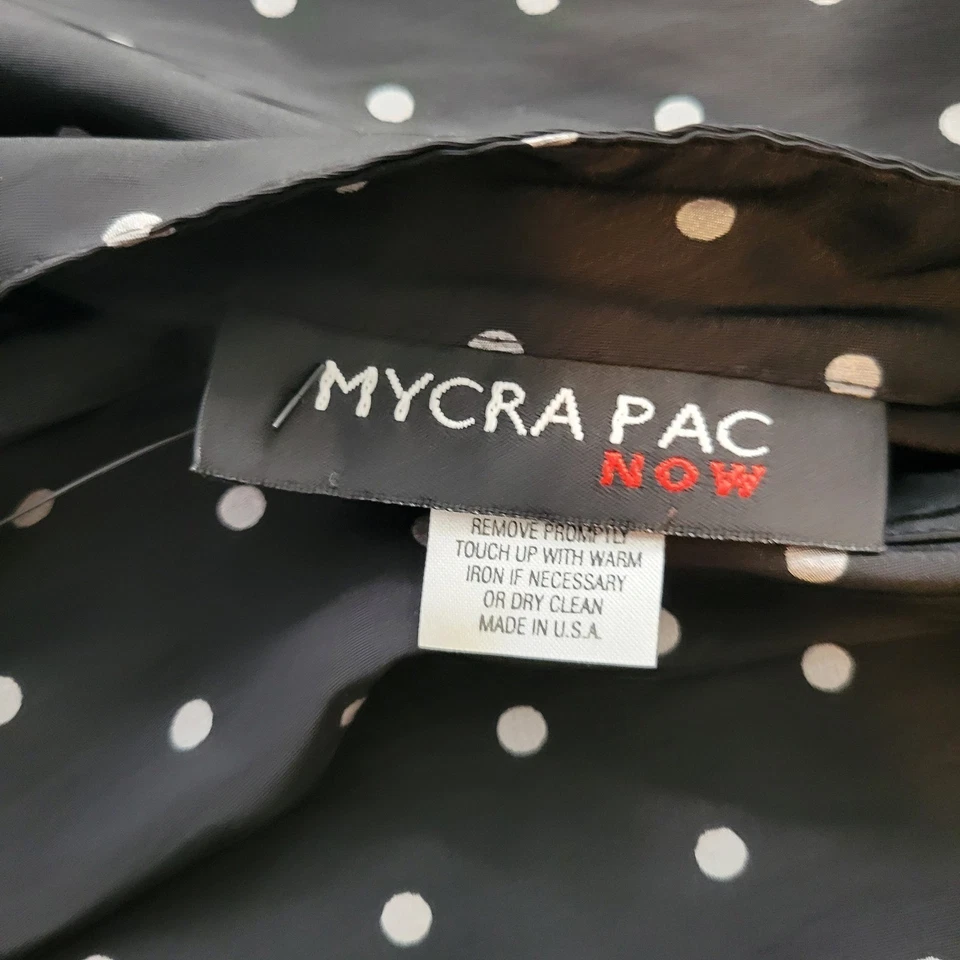 MYCRA PAC
NOW
REMOVE PROMPTLY
TOUCH UP WITH WARM
IRON IF NECESSARY
OR DRY CLEAN
MADE IN U.S.A.